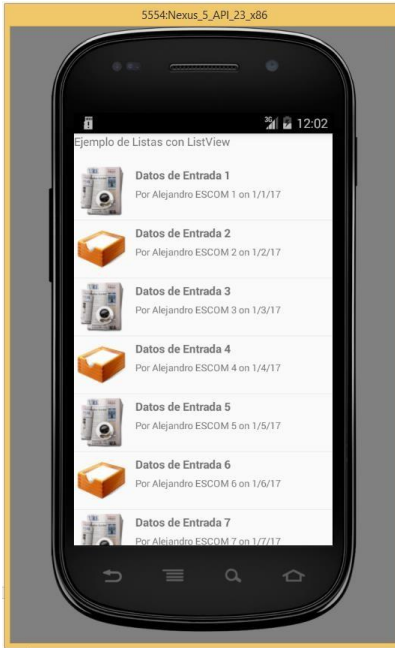 5554:Nexus_5_API_23_x86
3G 12:02
Ejemplo de Listas con ListView
Datos de Entrada 1
Por Alejandro ESCOM 1 on 1/1/17
Datos de Entrada 2
Por Alejandro ESCOM 2 on 1/2/17
Datos de Entrada 3
Por Alejandro ESCOM 3 on 1/3/17
Datos de Entrada 4
Por Alejandro ESCOM 4 on 1/4/17
Datos de Entrada 5
Por Alejandro ESCOM 5 on 1/5/17
Datos de Entrada 6
Por Alejandro ESCOM 6 on 1/6/17
Datos de Entrada 7
Por Alejandro ESCOM 7 on 1/7/17